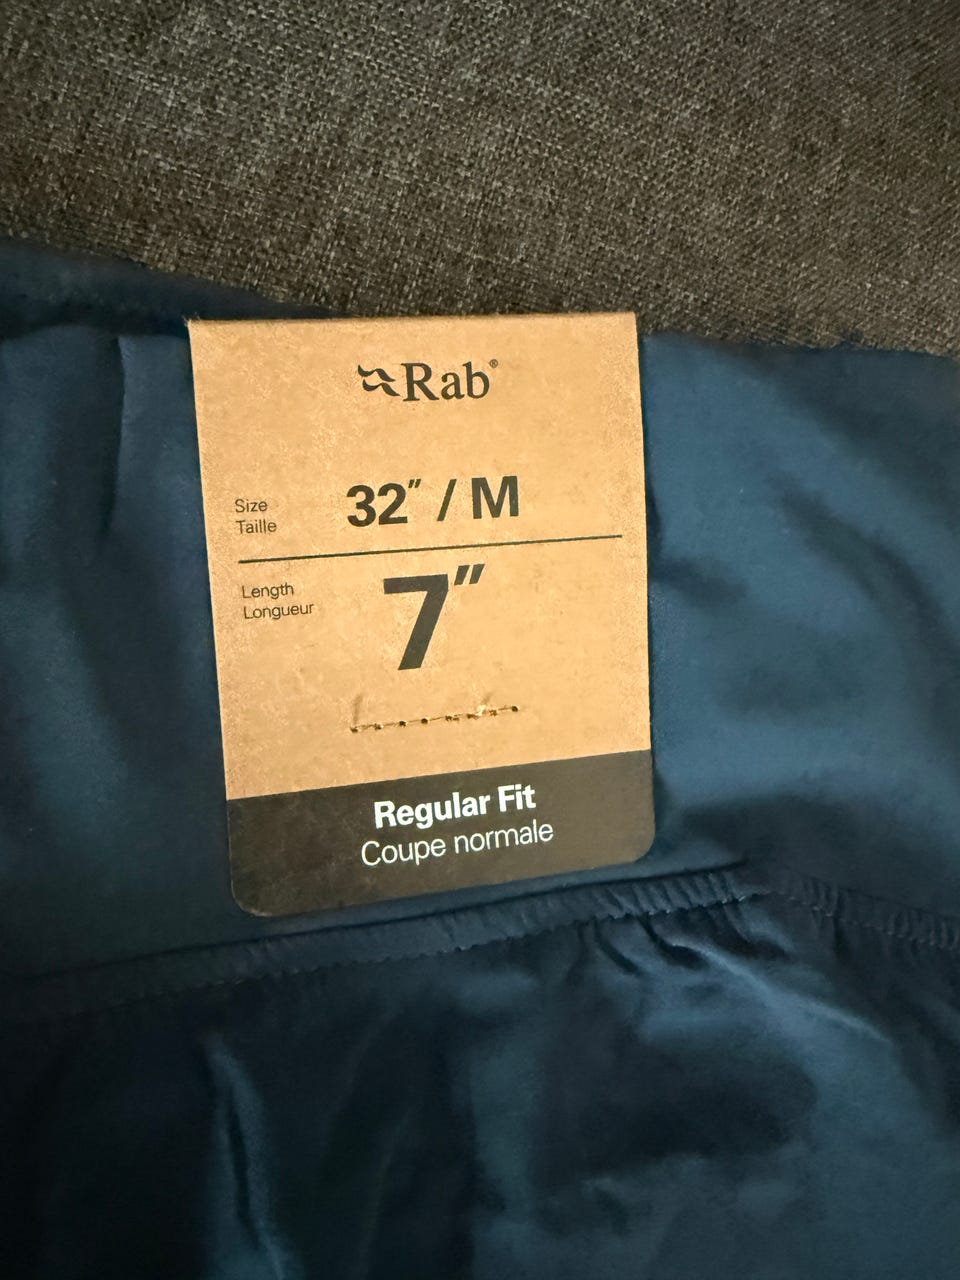 Rab®
Size
Taille
32" / M
Length
Longueur
7"
Regular Fit
Coupe normale